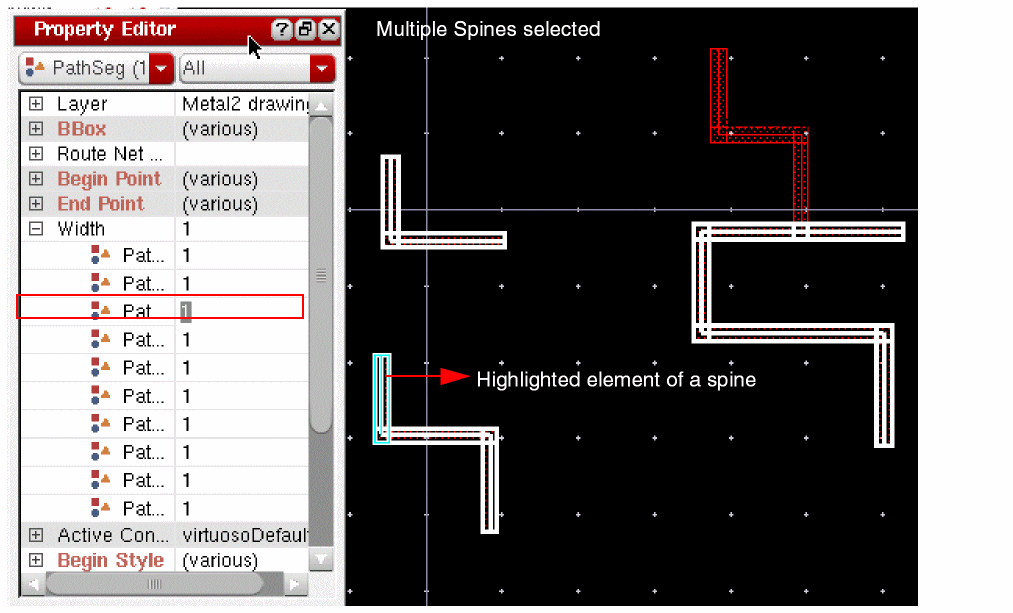 Property Editor
Multiple Spines selected
PathSeg (1
All
Layer Metal2 drawing
BBox (various)
Route Net ...
Begin Point (various)
End Point (various)
Width 1
Pat... 1
Pat... 1
Pat 1
Pat... 1
Pat... 1
Pat... 1
Pat... 1
Pat... 1
Pat... 1
Pat... 1
Active Con... virtuosoDefaul
Begin Style (various)
Highlighted element of a spine